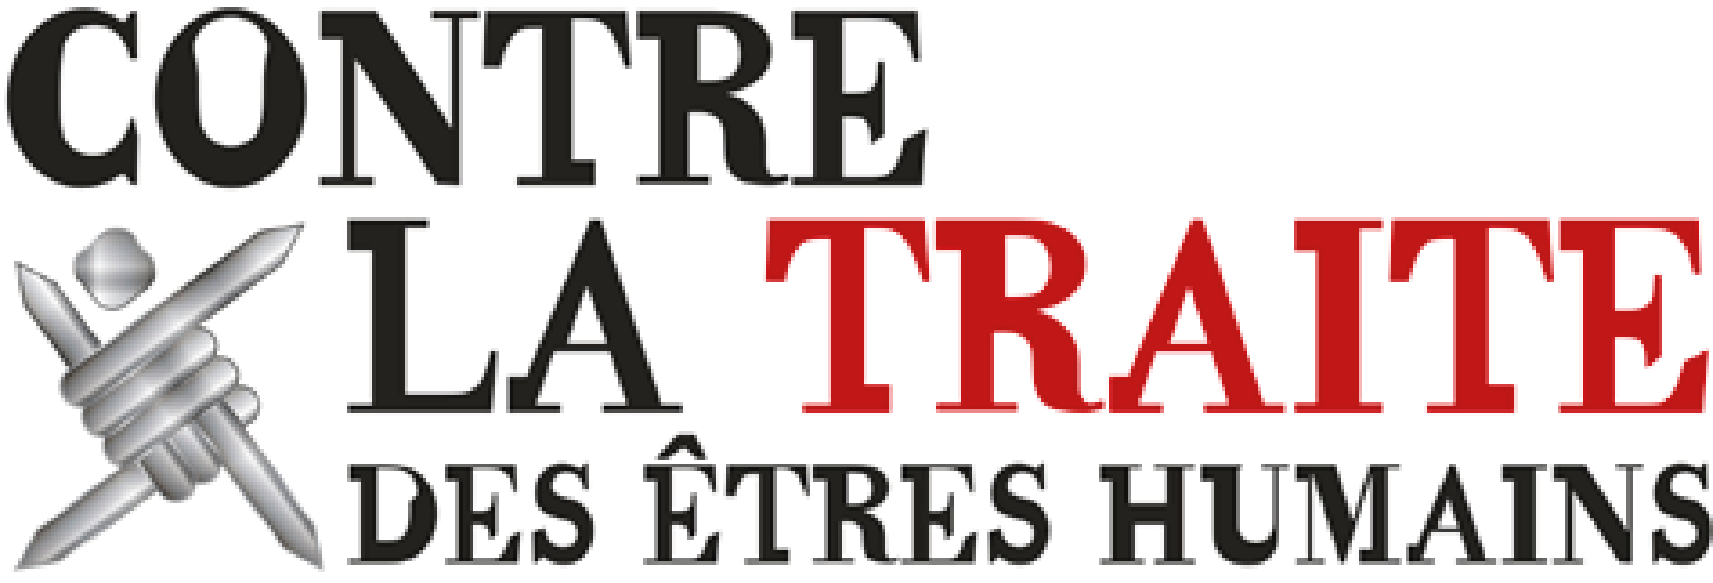 CONTRE
LA TRAITE
DES ÊTRES HUMAINS